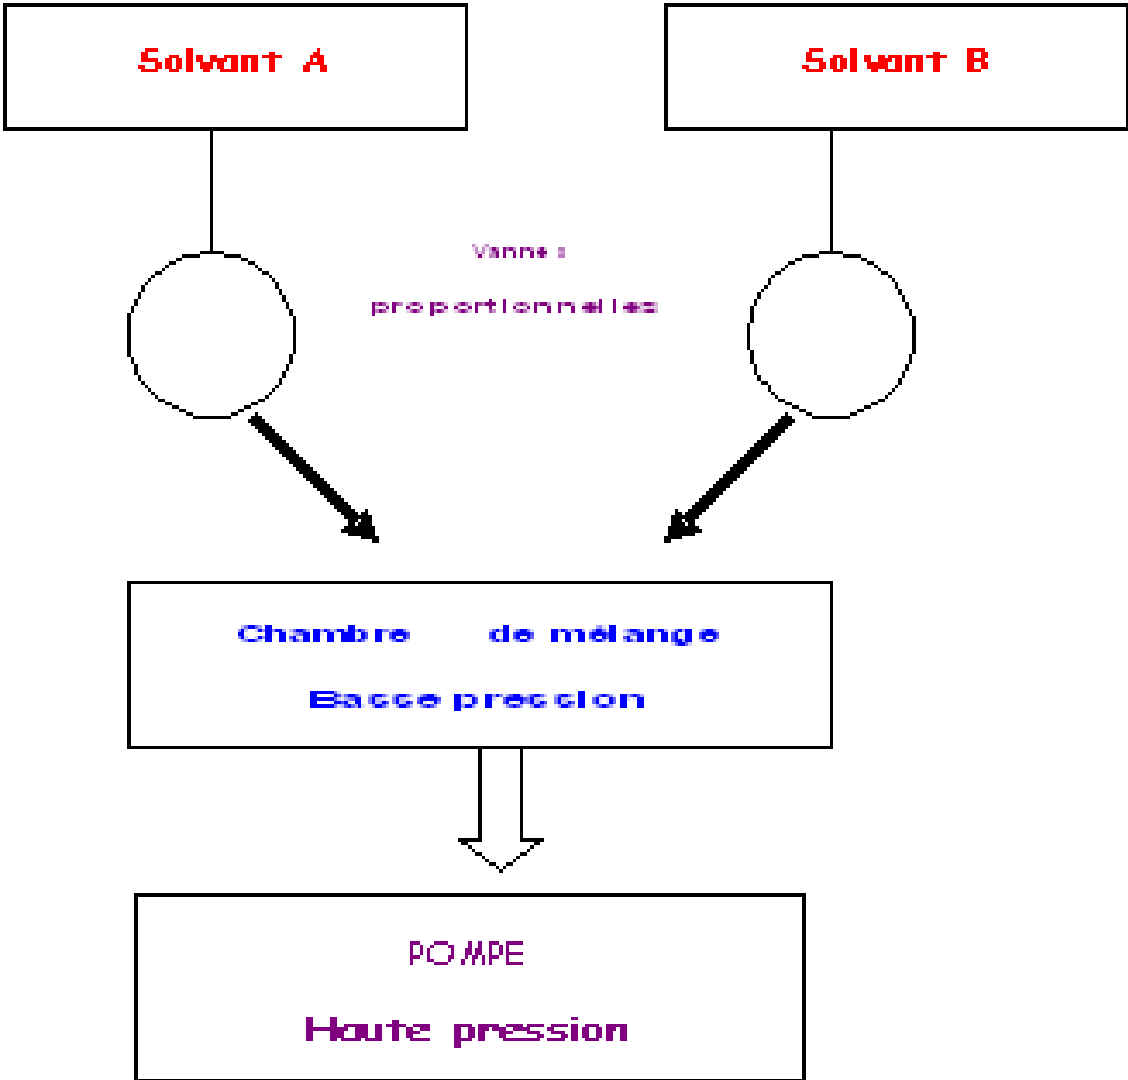 Solvant A
Solvant B
Vannes
proportionnelles
Chambre de mélange
Basse pression
POMPE
Haute pression